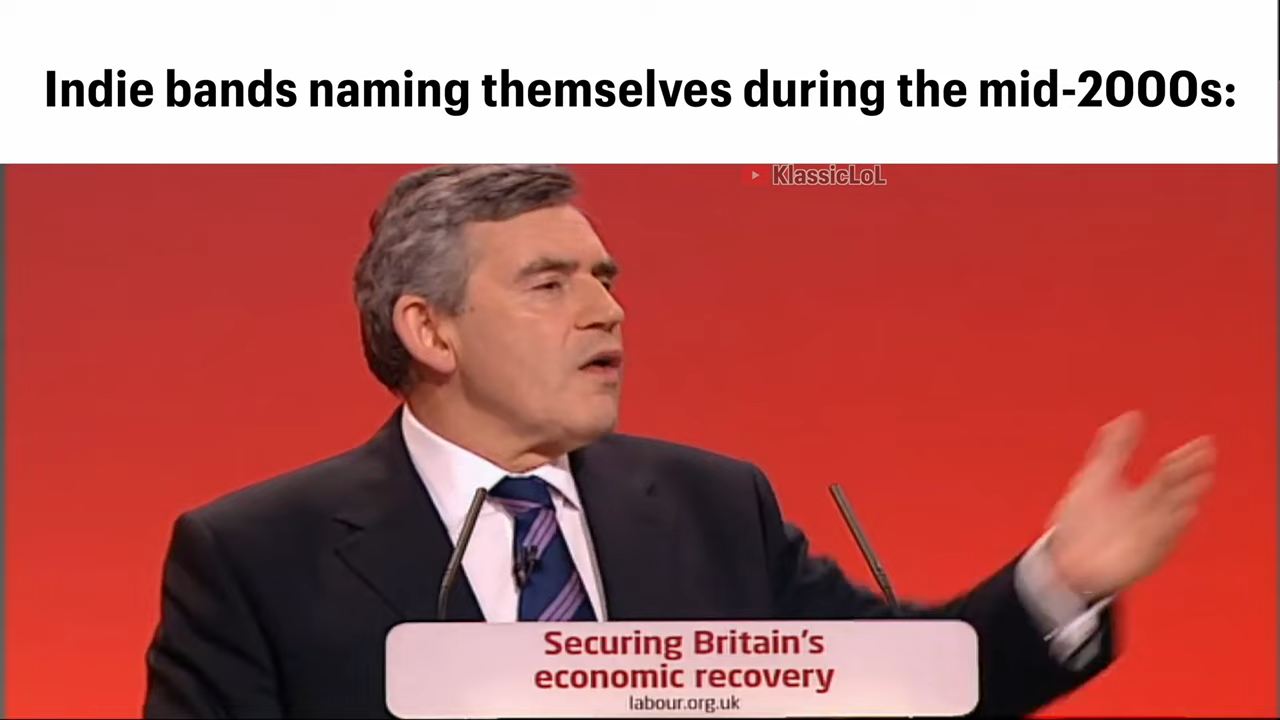 Indie bands naming themselves during the mid-2000s:
KlassicLoL
Securing Britain's
economic recovery
labour.org.uk